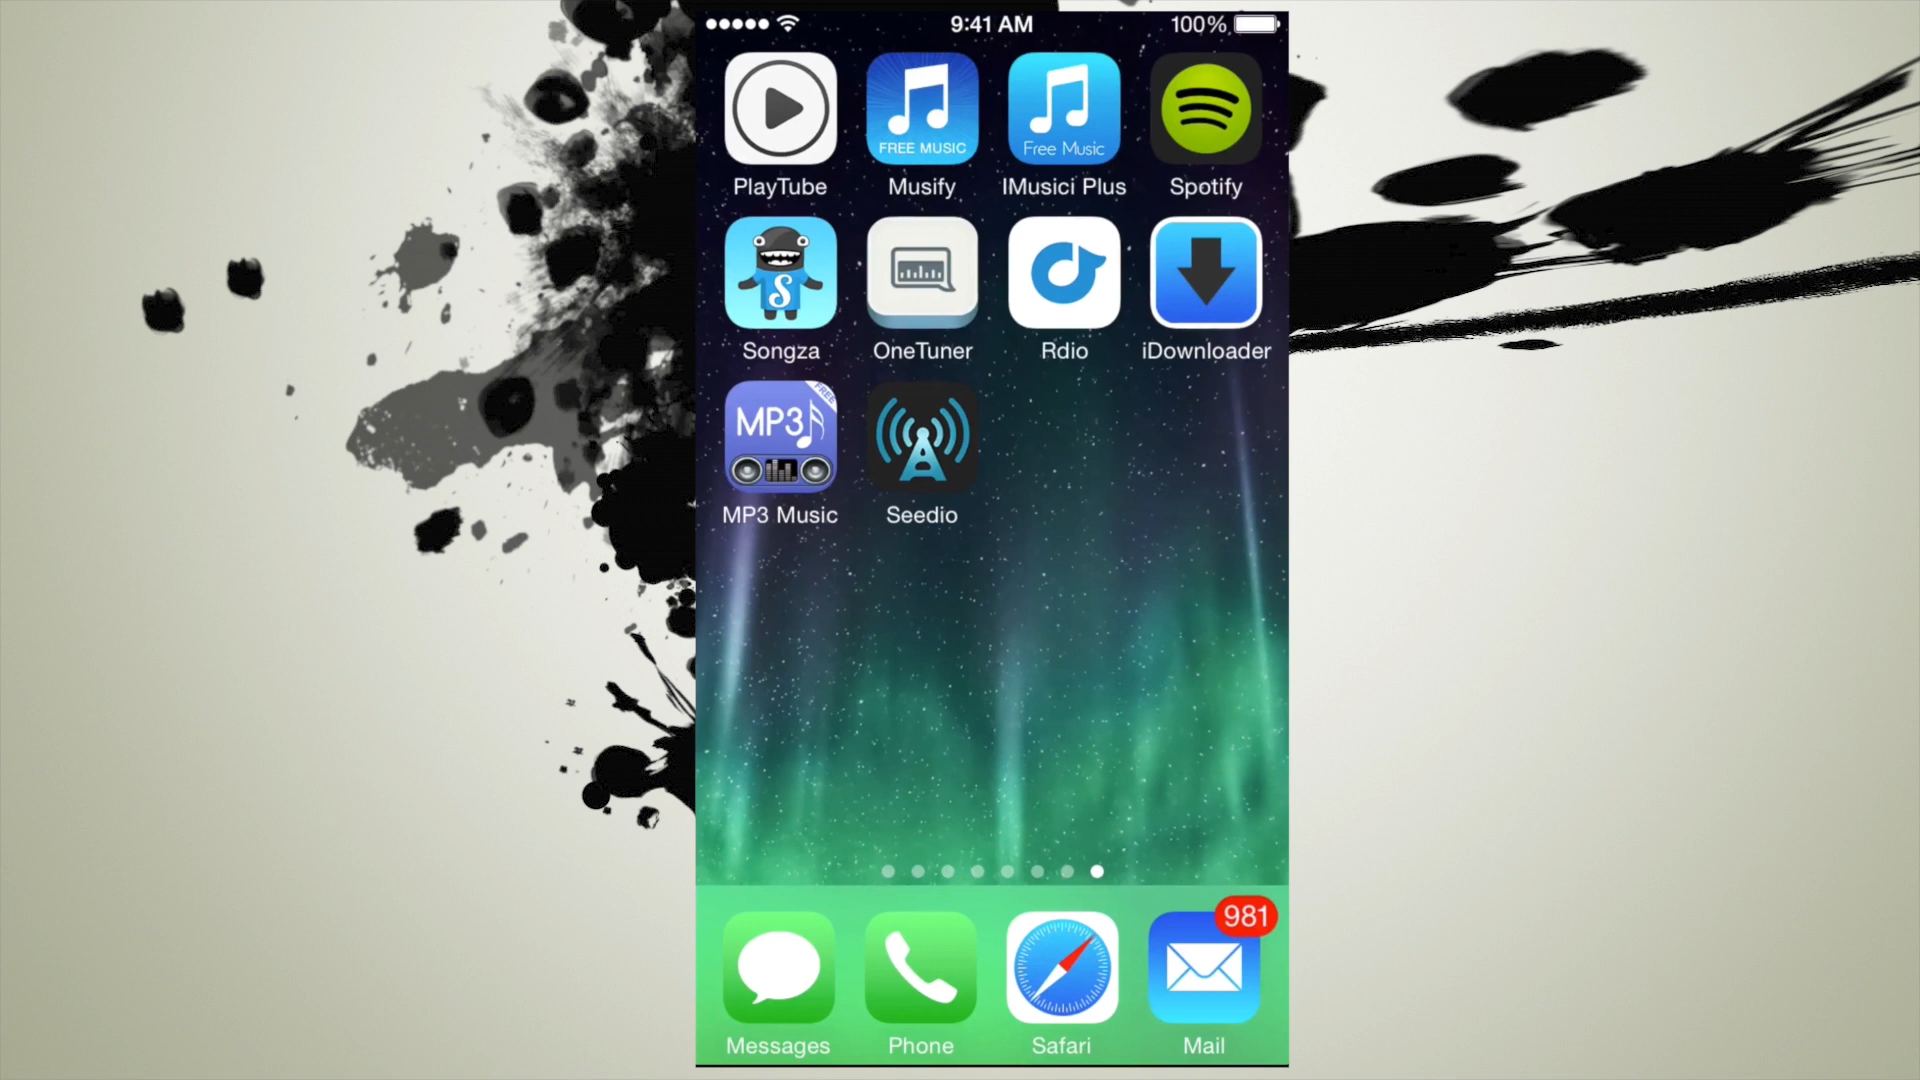 9:41 AM 100%
FREE MUSIC Free Music
PlayTube Musify IMusici Plus Spotify
S
Songza OneTuner Rdio iDownloader
FREE
MP3
MP3 Music Seedio
981
Messages Phone Safari Mail